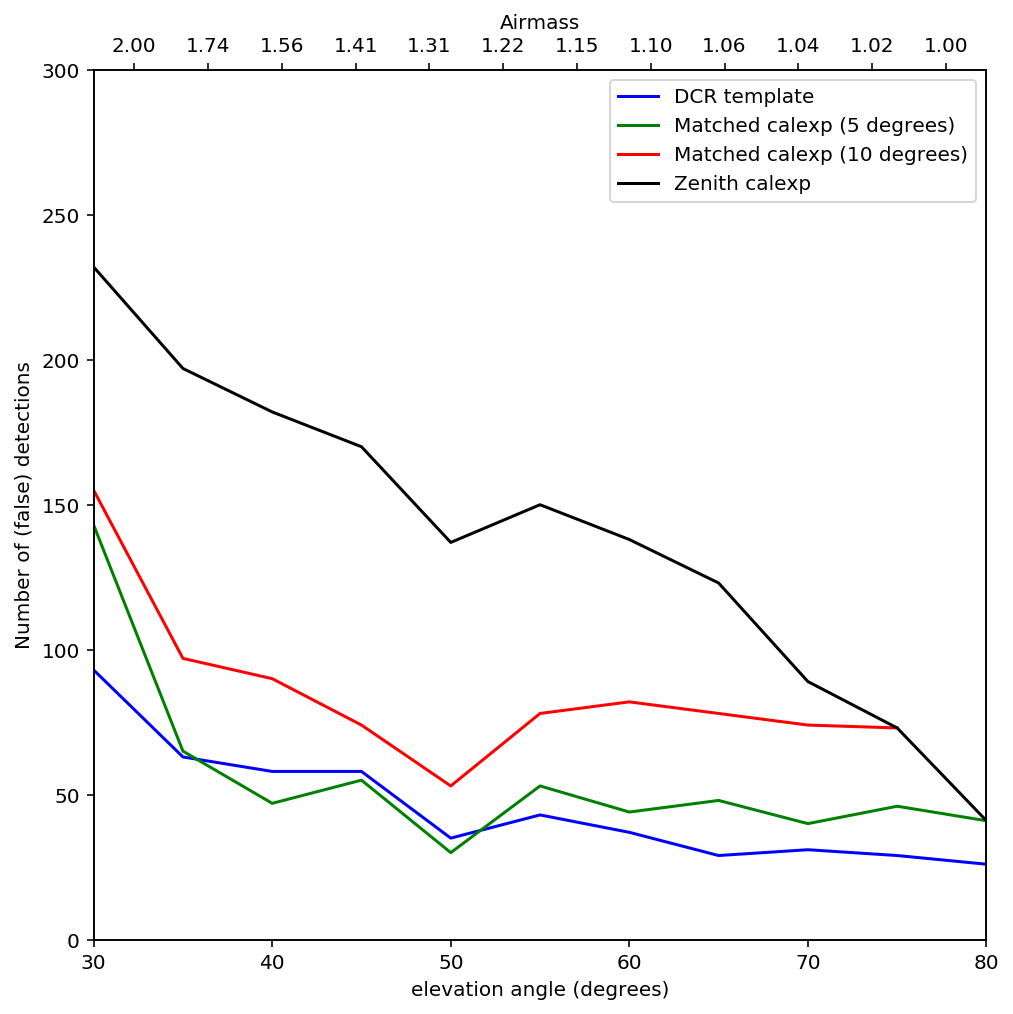 Airmass
2.00 1.74 1.56 1.41 1.31 1.22 1.15 1.10 1.06 1.04 1.02 1.00
DCR template
Matched calexp (5 degrees)
Matched calexp (10 degrees)
Zenith calexp
Number of (false) detections
300
250
200
150
100
50
0
30 40 50 60 70 80
elevation angle (degrees)